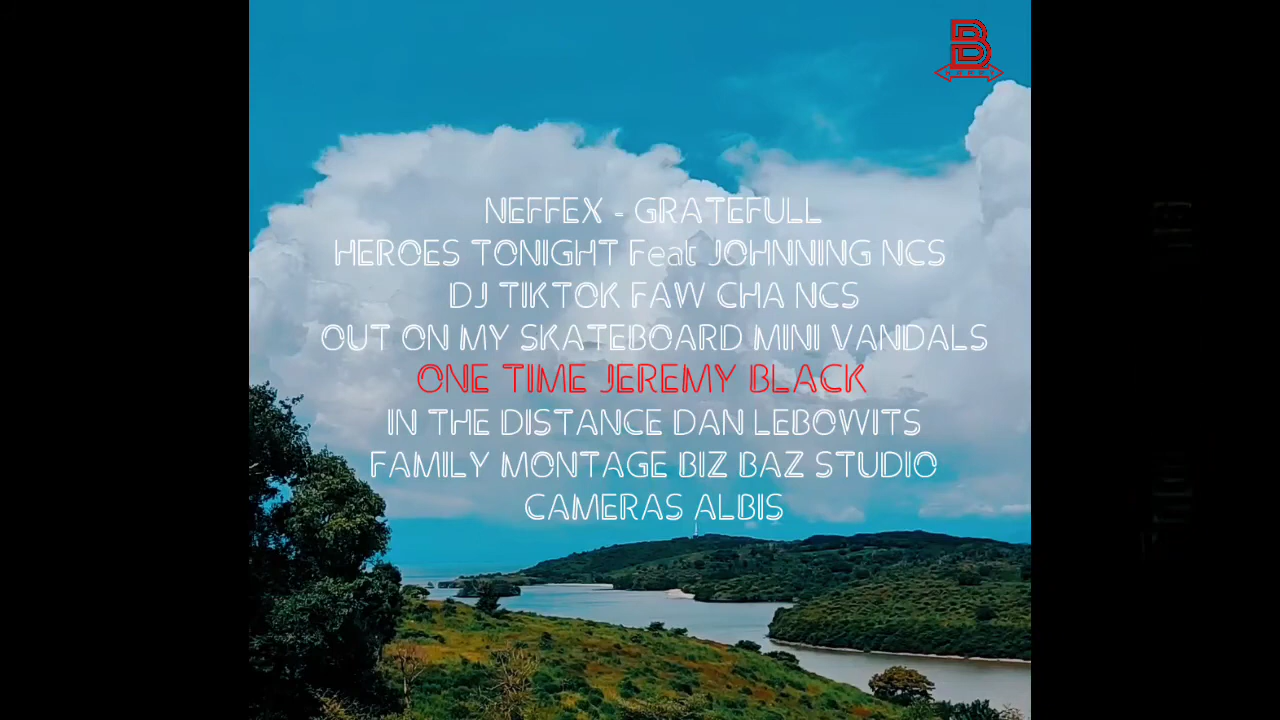 B
HOBBY
NEFFEX - GRATEFULL
HEROES TONIGHT Feat JOHNNING NCS
DJ TIKTOK FAW CHA NCS
OUT ON MY SKATEBOARD MINI VANDALS
ONE TIME JEREMY BLACK
IN THE DISTANCE DAN LEBOWITS
FAMILY MONTAGE BIZ BAZ STUDIO
CAMERAS ALBIS